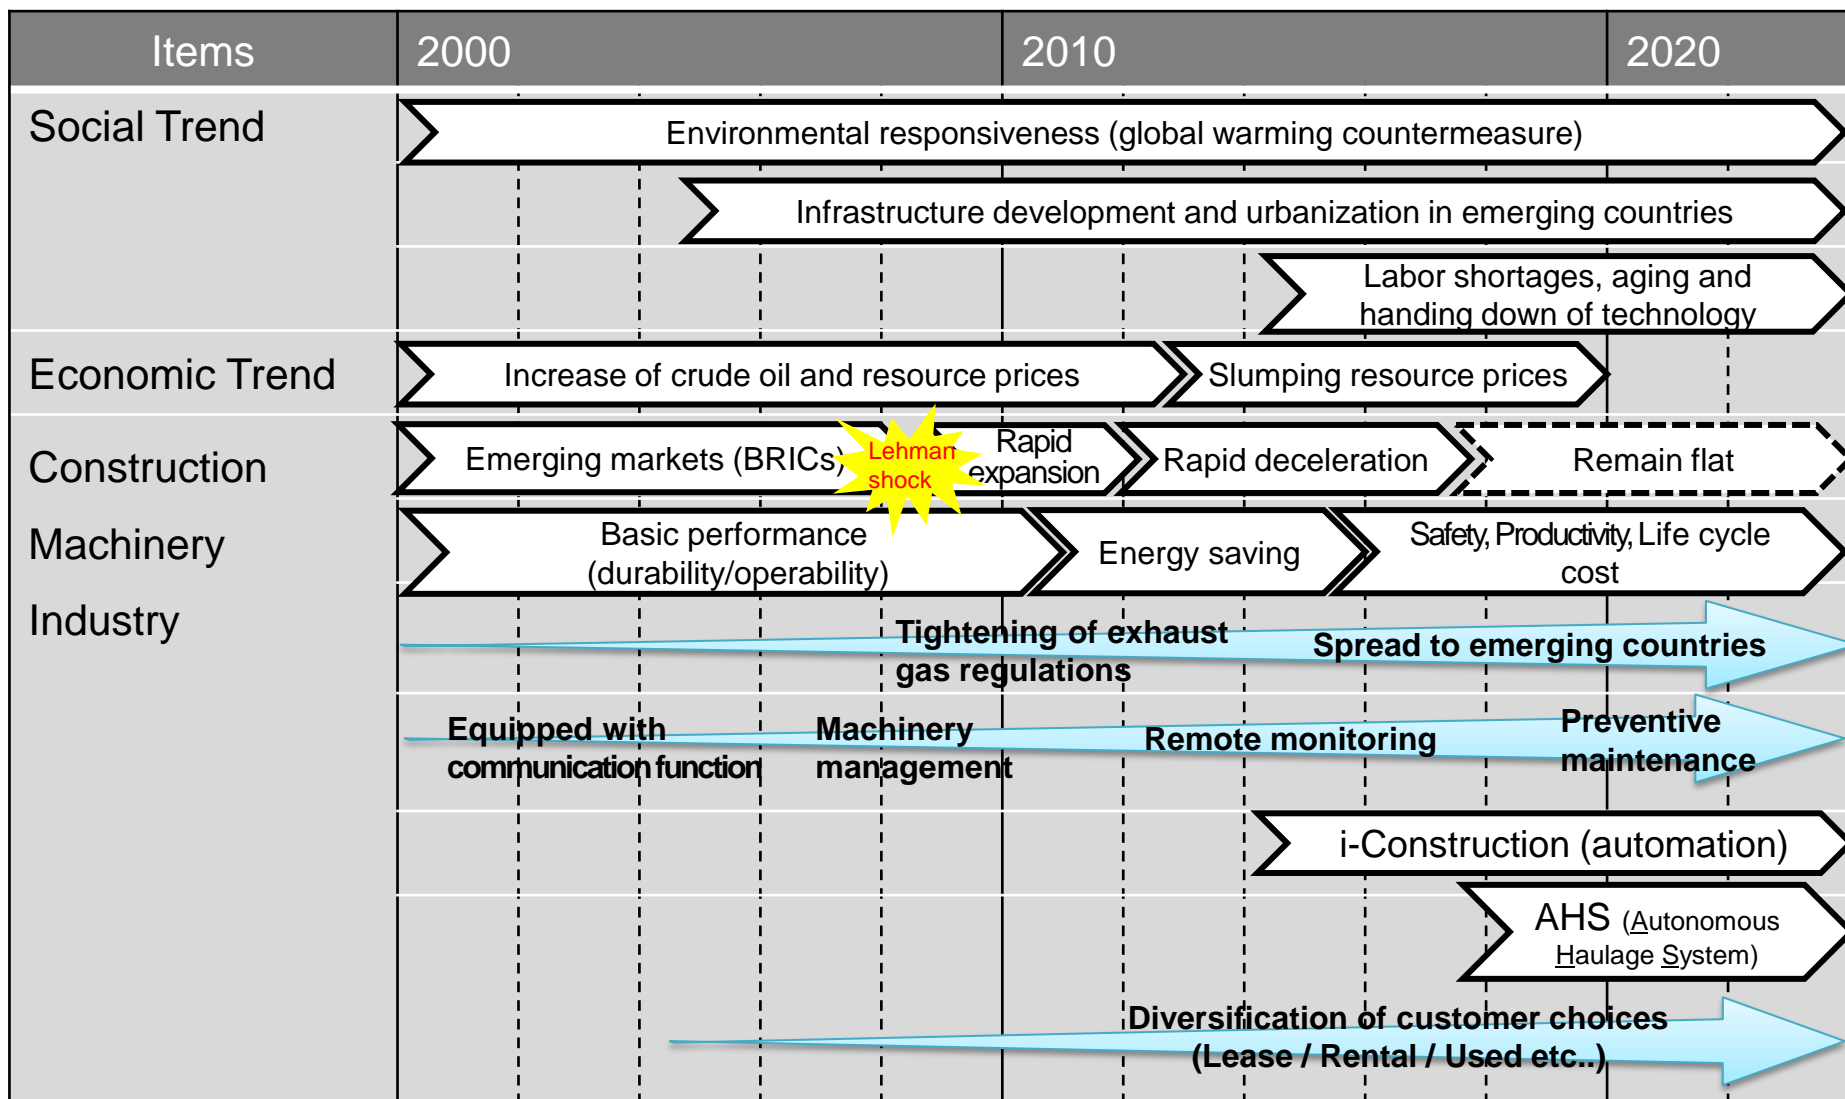 Items 2000 2010 2020
Social Trend
Environmental responsiveness (global warming countermeasure)
Infrastructure development and urbanization in emerging countries
Labor shortages, aging and
handing down of technology
Economic Trend
Increase of crude oil and resource prices
Slumping resource prices
Construction
Machinery
Industry
Emerging markets (BRICs)
Lehman
shock
Rapid
expansion
Rapid deceleration
Remain flat
Basic performance
(durability/operability)
Energy saving
Safety, Productivity, Life cycle
cost
Tightening of exhaust
gas regulations
Spread to emerging countries
Equipped with
communication function
Machinery
management
Remote monitoring
Preventive
maintenance
i-Construction (automation)
AHS (Autonomous
Haulage System)
Diversification of customer choices
(Lease / Rental / Used etc..)